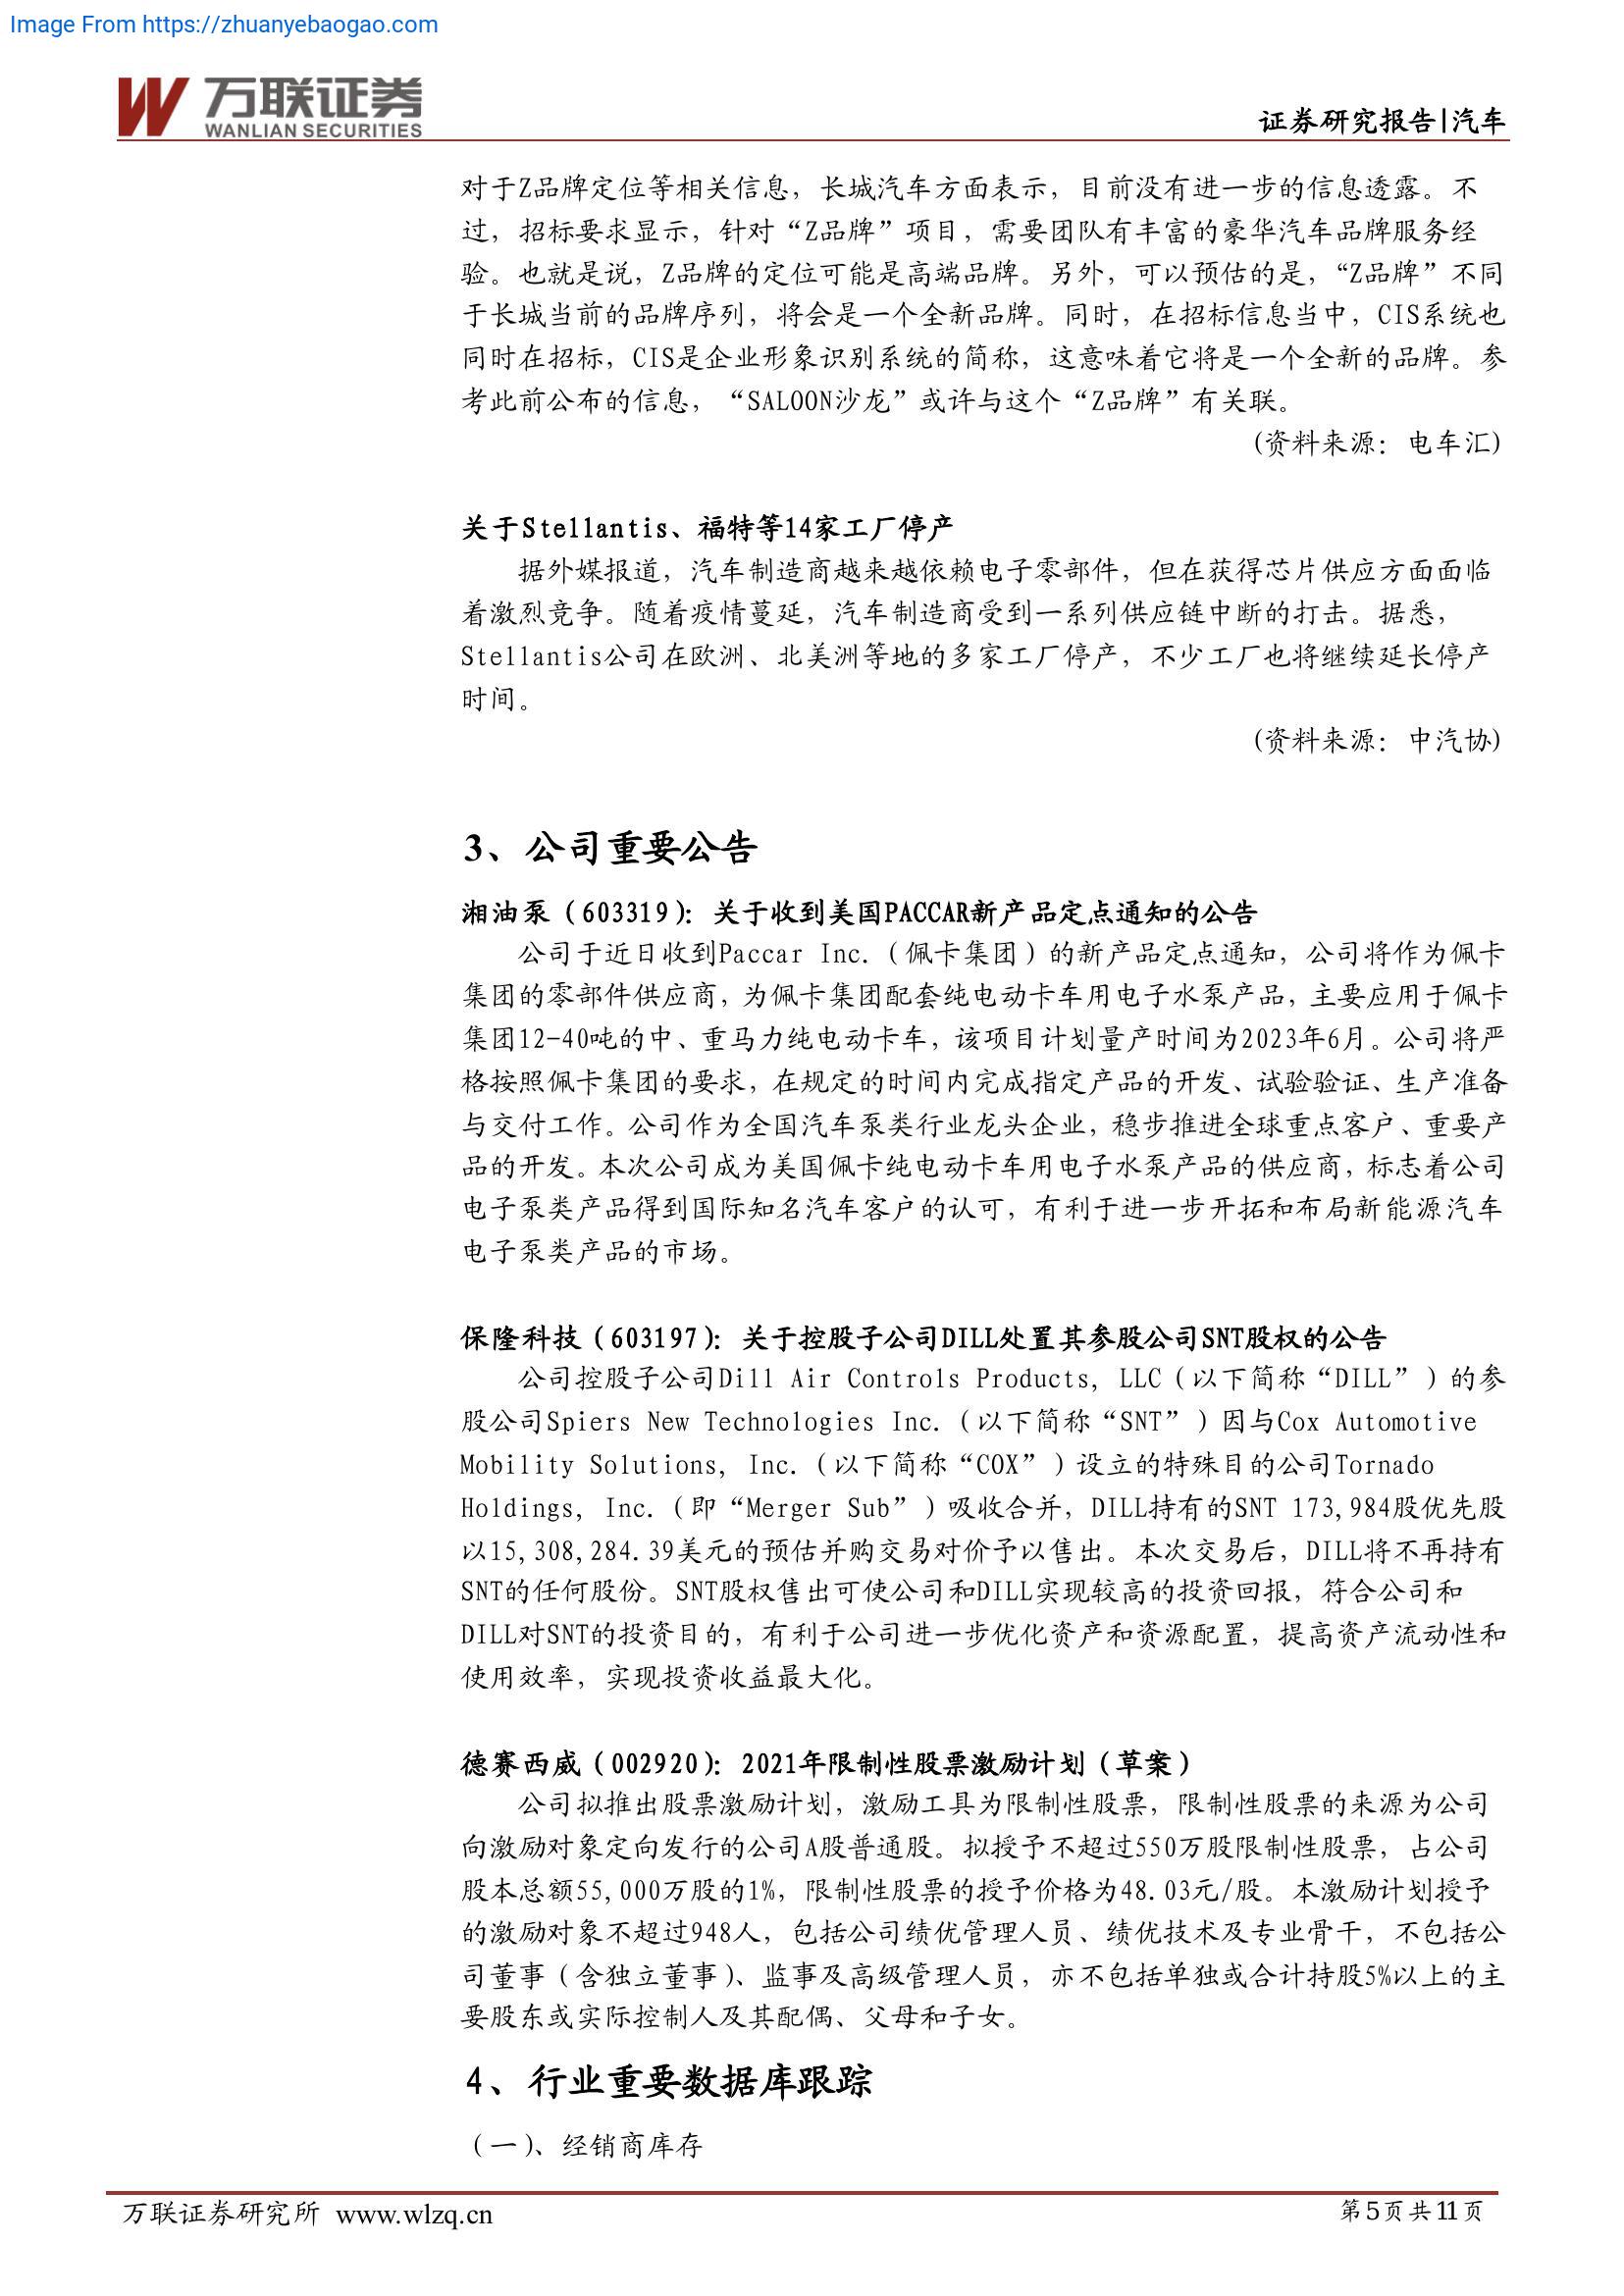 Image From https://zhuanyebaogao.com
万联证券
WANLIAN SECURITIES
证券研究报告|汽车
对于Z品牌定位等相关信息，长城汽车方面表示，目前没有进一步的信息透露。不
过，招标要求显示，针对“Z品牌”项目，需要团队有丰富的豪华汽车品牌服务经
验。也就是说，Z品牌的定位可能是高端品牌。另外，可以预估的是，“Z品牌”不同
于长城当前的品牌序列，将会是一个全新品牌。同时，在招标信息当中，CIS系统也
同时在招标，CIS是企业形象识别系统的简称，这意味着它将是一个全新的品牌。参
考此前公布的信息，“SALOON沙龙”或许与这个“Z品牌”有关联。
(资料来源：电车汇)
关于Stellantis、福特等14家工厂停产
据外媒报道，汽车制造商越来越依赖电子零部件，但在获得芯片供应方面面临
着激烈竞争。随着疫情蔓延，汽车制造商受到一系列供应链中断的打击。据悉，
Stellantis公司在欧洲、北美洲等地的多家工厂停产，不少工厂也将继续延长停产
时间。
(资料来源：中汽协)
3、公司重要公告
湘油泵（603319）：关于收到美国PACCAR新产品定点通知的公告
公司于近日收到Paccar Inc.（佩卡集团）的新产品定点通知，公司将作为佩卡
集团的零部件供应商，为佩卡集团配套纯电动卡车用电子水泵产品，主要应用于佩卡
集团12-40吨的中、重马力纯电动卡车，该项目计划量产时间为2023年6月。公司将严
格按照佩卡集团的要求，在规定的时间内完成指定产品的开发、试验验证、生产准备
与交付工作。公司作为全国汽车泵类行业龙头企业，稳步推进全球重点客户、重要产
品的开发。本次公司成为美国佩卡纯电动卡车用电子水泵产品的供应商，标志着公司
电子泵类产品得到国际知名汽车客户的认可，有利于进一步开拓和布局新能源汽车
电子泵类产品的市场。
保隆科技（603197）：关于控股子公司DILL处置其参股公司SNT股权的公告
公司控股子公司Dill Air Controls Products, LLC（以下简称“DILL”）的参
股公司Spiers New Technologies Inc.（以下简称“SNT”）因与Cox Automotive
Mobility Solutions, Inc.（以下简称“COX”）设立的特殊目的公司Tornado
Holdings, Inc.（即“Merger Sub”）吸收合并，DILL持有的SNT 173,984股优先股
以15,308,284.39美元的预估并购交易对价予以售出。本次交易后，DILL将不再持有
SNT的任何股份。SNT股权售出可使公司和DILL实现较高的投资回报，符合公司和
DILL对SNT的投资目的，有利于公司进一步优化资产和资源配置，提高资产流动性和
使用效率，实现投资收益最大化。
德赛西威（002920）：2021年限制性股票激励计划（草案）
公司拟推出股票激励计划，激励工具为限制性股票，限制性股票的来源为公司
向激励对象定向发行的公司A股普通股。拟授予不超过550万股限制性股票，占公司
股本总额55,000万股的1%，限制性股票的授予价格为48.03元/股。本激励计划授予
的激励对象不超过948人，包括公司绩优管理人员、绩优技术及专业骨干，不包括公
司董事（含独立董事）、监事及高级管理人员，亦不包括单独或合计持股5%以上的主
要股东或实际控制人及其配偶、父母和子女。
4、行业重要数据库跟踪
（一）、经销商库存
万联证券研究所 www.wlzq.cn
第5页共11页